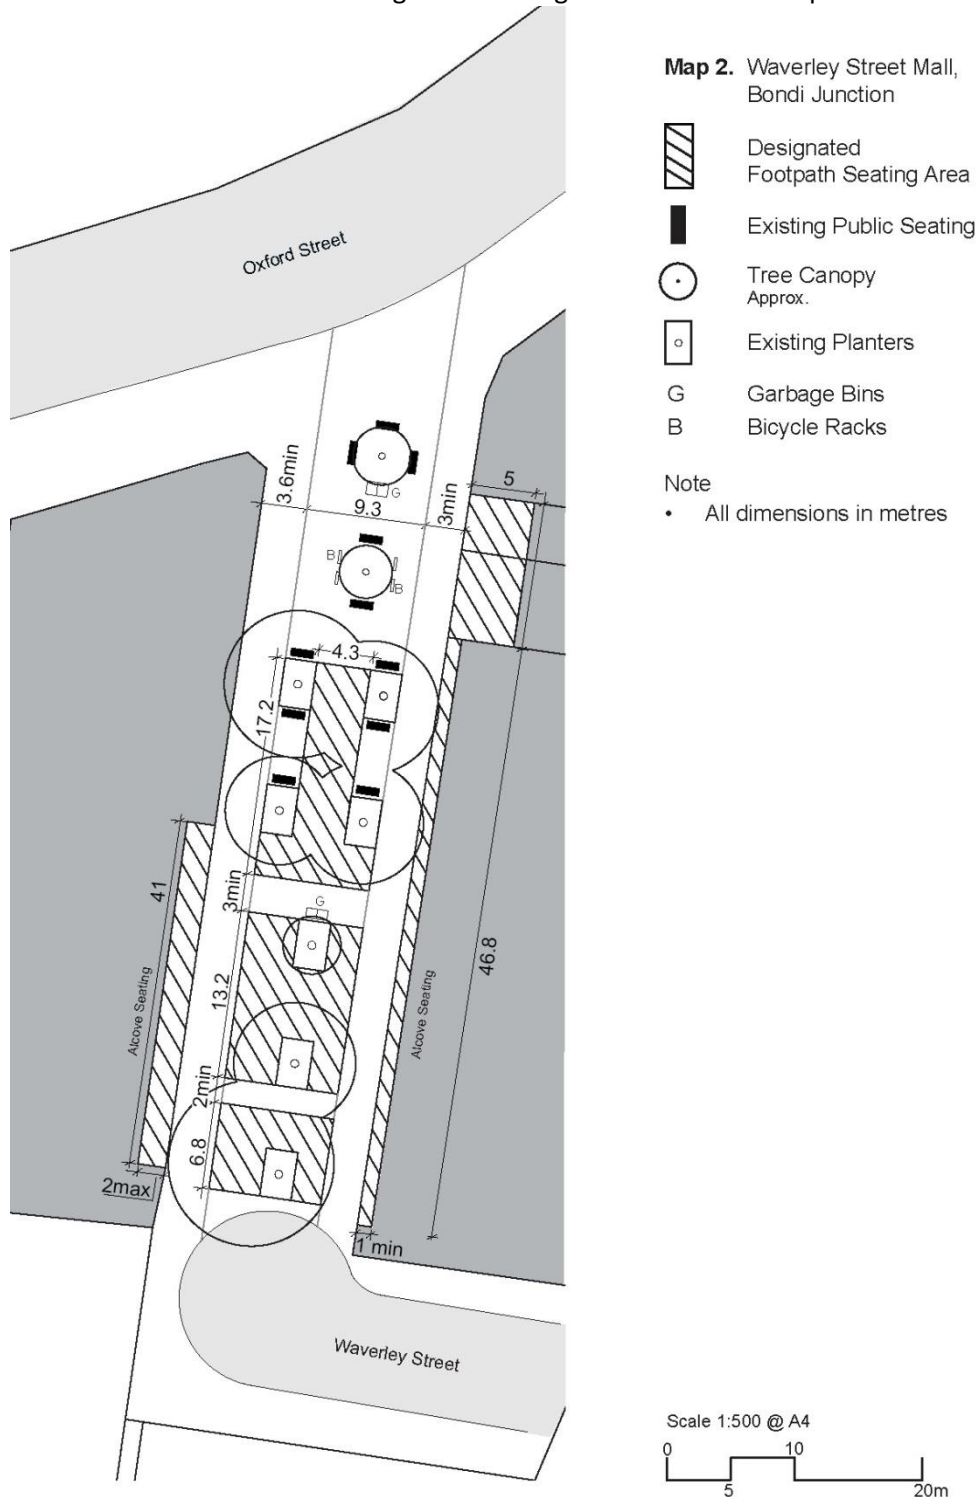 Map 2. Waverley Street Mall,
Bondi Junction
Designated
Footpath Seating Area
Existing Public Seating
Tree Canopy
Approx.
Existing Planters
G Garbage Bins
B Bicycle Racks
Note
• All dimensions in metres
Oxford Street
3.6min
9.3
3min
5
G
B
B
4.3
17.2
41
3min
G
Alcove Seating
13.2
46.8
Alcove Seating
2min
6.8
2max
1 min
Waverley Street
Scale 1:500 @ A4
0 10
5 20m